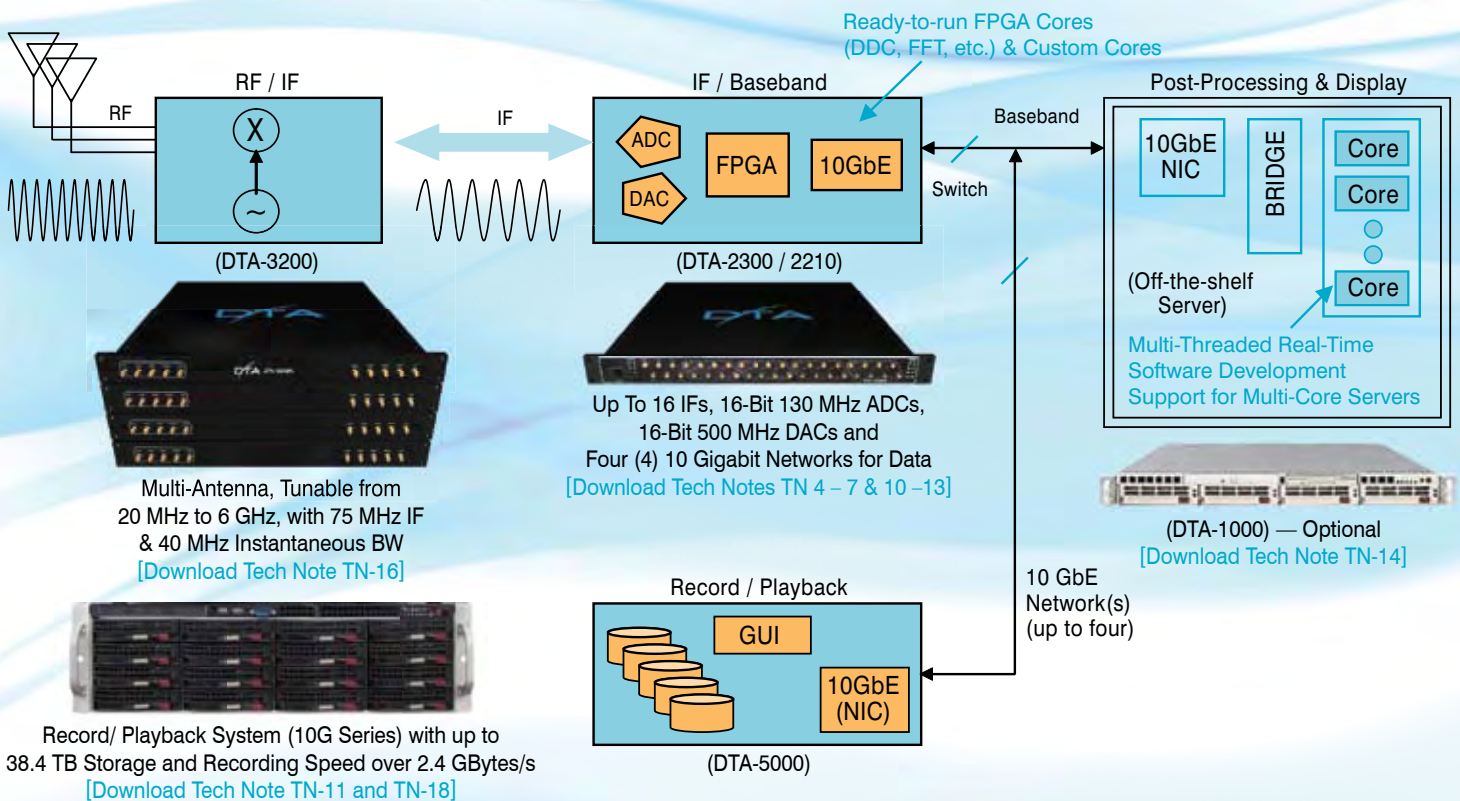 Ready-to-run FPGA Cores
(DDC, FFT, etc.) & Custom Cores
RF / IF
RF
X
~
(DTA-3200)
IF
IF / Baseband
ADC
DAC
FPGA
10GbE
(DTA-2300 / 2210)
Baseband
Switch
Post-Processing & Display
10GbE
NIC
BRIDGE
Core
Core
Core
(Off-the-shelf
Server)
Multi-Threaded Real-Time
Software Development
Support for Multi-Core Servers
DTA
DTA
Multi-Antenna, Tunable from
20 MHz to 6 GHz, with 75 MHz IF
& 40 MHz Instantaneous BW
[Download Tech Note TN-16]
DTA
Up To 16 IFs, 16-Bit 130 MHz ADCs,
16-Bit 500 MHz DACs and
Four (4) 10 Gigabit Networks for Data
[Download Tech Notes TN 4 – 7 & 10 –13]
(DTA-1000) — Optional
[Download Tech Note TN-14]
10 GbE
Network(s)
(up to four)
Record / Playback
GUI
10GbE
(NIC)
(DTA-5000)
Record/ Playback System (10G Series) with up to
38.4 TB Storage and Recording Speed over 2.4 GBytes/s
[Download Tech Note TN-11 and TN-18]